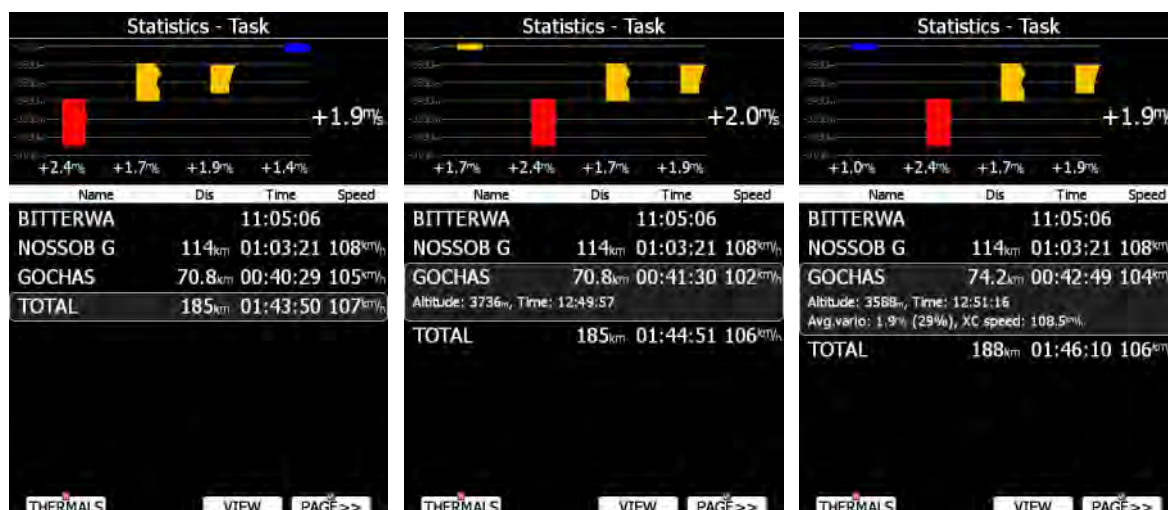 Statistics - Task
+1.9m/s
+2.4m/s +1.7m/s +1.9m/s +1.4m/s
Name Dis Time Speed
BITTERWA 11:05:06
NOSSOB G 114km 01:03:21 108km/h
GOCHAS 70.8km 00:40:29 105km/h
TOTAL 185km 01:43:50 107km/h
THERMALS VIEW PAGE>>
Statistics - Task
+2.0m/s
+1.7m/s +2.4m/s +1.7m/s +1.9m/s
Name Dis Time Speed
BITTERWA 11:05:06
NOSSOB G 114km 01:03:21 108km/h
GOCHAS 70.8km 00:41:30 102km/h
Altitude: 3736m, Time: 12:49:57
TOTAL 185km 01:44:51 106km/h
THERMALS VIEW PAGE>>
Statistics - Task
+1.9m/s
+1.0m/s +2.4m/s +1.7m/s +1.9m/s
Name Dis Time Speed
BITTERWA 11:05:06
NOSSOB G 114km 01:03:21 108km/h
GOCHAS 74.2km 00:42:49 104km/h
Altitude: 3588m, Time: 12:51:16
Avg.vario: 1.9m/s (29%), XC speed: 108.5km/h
TOTAL 188km 01:46:10 106km/h
THERMALS VIEW PAGE>>